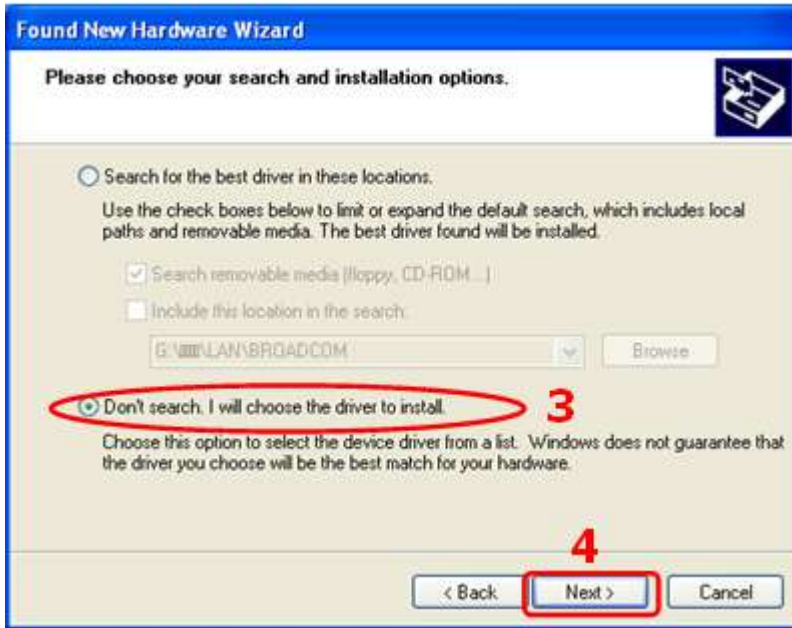 Found New Hardware Wizard
Please choose your search and installation options.
Search for the best driver in these locations.
Use the check boxes below to limit or expand the default search, which includes local
paths and removable media. The best driver found will be installed.
Search removable media (floppy, CD-ROM...)
Include this location in the search:
LAN\BROADCOM
Browse
Don't search. I will choose the driver to install.
3
Choose this option to select the device driver from a list. Windows does not guarantee that
the driver you choose will be the best match for your hardware.
4
< Back
Next >
Cancel